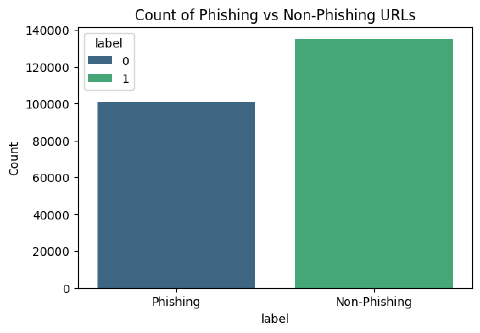 Count of Phishing vs Non-Phishing URLs
label
0
1
Count
140000
120000
100000
80000
60000
40000
20000
0
Phishing Non-Phishing
label